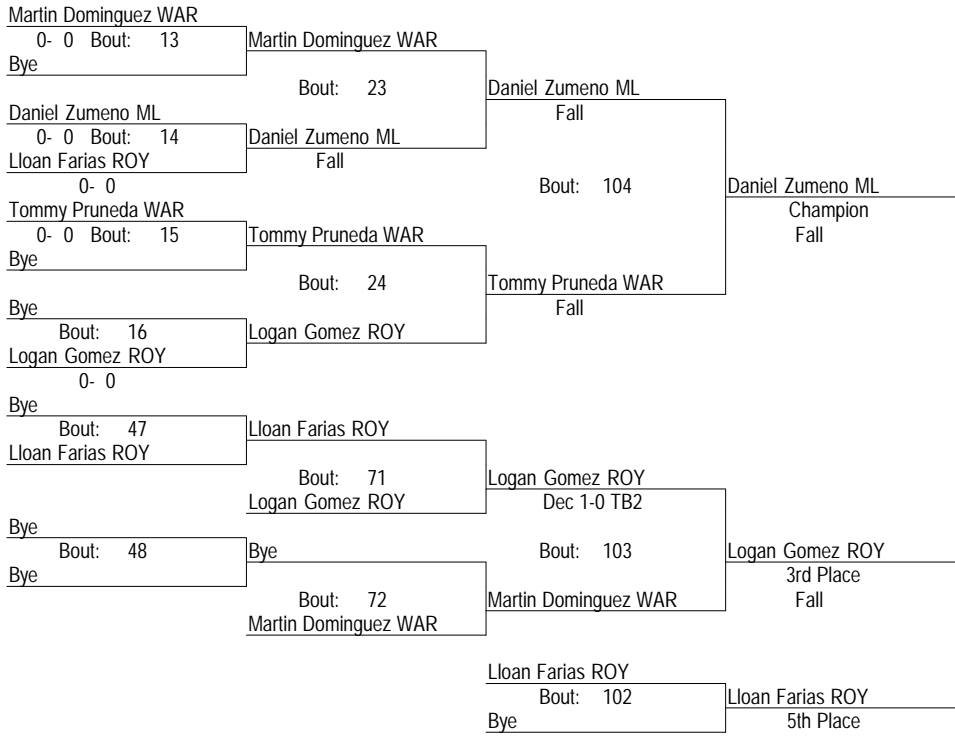 Martin Dominguez WAR
0- 0 Bout: 13
Bye
Martin Dominguez WAR
Bout: 23
Daniel Zumeno ML
0- 0 Bout: 14
Lloan Farias ROY
0- 0
Daniel Zumeno ML
Fall
Daniel Zumeno ML
Fall
Bout: 104
Tommy Pruneda WAR
0- 0 Bout: 15
Bye
Tommy Pruneda WAR
Bout: 24
Bye
Bout: 16
Logan Gomez ROY
0- 0
Logan Gomez ROY
Tommy Pruneda WAR
Fall
Daniel Zumeno ML
Champion
Fall
Bye
Bout: 47
Lloan Farias ROY
Lloan Farias ROY
Bout: 71
Logan Gomez ROY
Logan Gomez ROY
Dec 1-0 TB2
Bye
Bout: 48
Bye
Bye
Bout: 72
Martin Dominguez WAR
Bout: 103
Martin Dominguez WAR
Logan Gomez ROY
3rd Place
Fall
Lloan Farias ROY
Bout: 102
Bye
Lloan Farias ROY
5th Place